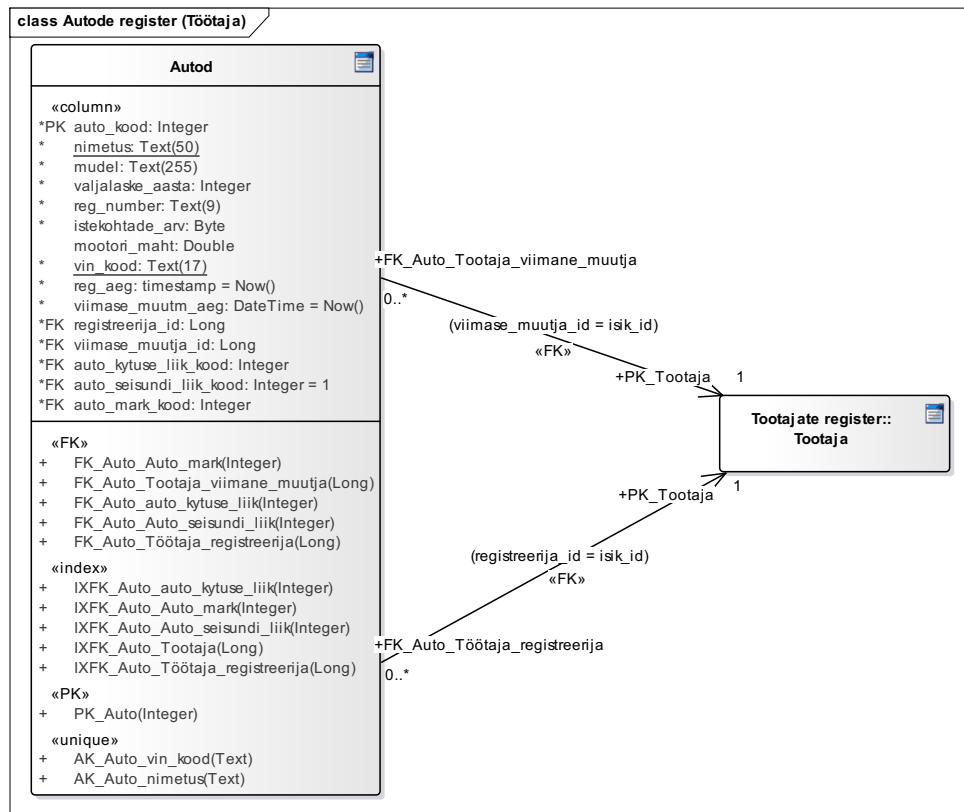 class Autode register (Töötaja)
Autod
«column»
*PK auto_kood: Integer
* nimetus: Text(50)
* mudel: Text(255)
* valjalaske_aasta: Integer
* reg_number: Text(9)
* istekohtade_arv: Byte
mootori_maht: Double
* vin_kood: Text(17)
* reg_aeg: timestamp = Now()
* viimase_muutm_aeg: DateTime = Now()
*FK registreerija_id: Long
*FK viimase_muutja_id: Long
*FK auto_kytuse_liik_kood: Integer
*FK auto_seisundi_liik_kood: Integer = 1
*FK auto_mark_kood: Integer
«FK»
+ FK_Auto_Auto_mark(Integer)
+ FK_Auto_Tootaja_viimane_muutja(Long)
+ FK_Auto_auto_kytuse_liik(Integer)
+ FK_Auto_Auto_seisundi_liik(Integer)
+ FK_Auto_Töötaja_registreerija(Long)
«index»
+ IXFK_Auto_auto_kytuse_liik(Integer)
+ IXFK_Auto_Auto_mark(Integer)
+ IXFK_Auto_Auto_seisundi_liik(Integer)
+ IXFK_Auto_Tootaja(Long)
+ IXFK_Auto_Töötaja_registreerija(Long)
«PK»
+ PK_Auto(Integer)
«unique»
+ AK_Auto_vin_kood(Text)
+ AK_Auto_nimetus(Text)
+FK_Auto_Tootaja_viimane_muutja
0..*
(viimase_muutja_id = isik_id)
«FK»
+PK_Tootaja 1
Tootajate register::
Tootaja
+PK_Tootaja 1
(registreerija_id = isik_id)
«FK»
+FK_Auto_Töötaja_registreerija
0..*